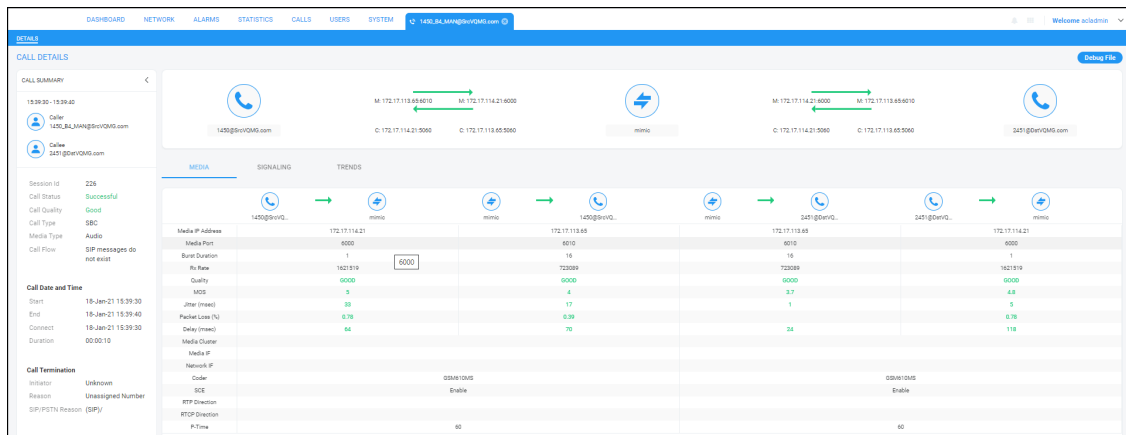 DASHBOARD NETWORK ALARMS STATISTICS CALLS USERS SYSTEM 1450_B4_MAN@SrcVQMG.com Welcome acladmin
DETAILS
CALL DETAILS Debug File
CALL SUMMARY
15:39:30 - 15:39:40
Caller
1450_B4_MAN@SrcVQMG.com
Callee
2451@DstVQMG.com
M: 172.17.113.65:6010 M: 172.17.114.21:6000 M: 172.17.114.21:6000 M: 172.17.113.65:6010
1450@SrcVQMG.com C: 172.17.114.21:5060 C: 172.17.113.65:5060 mimic C: 172.17.114.21:5060 C: 172.17.113.65:5060 2451@DstVQMG.com
MEDIA SIGNALING TRENDS
Session Id 226
Call Status Successful
Call Quality Good
Call Type SBC
Media Type Audio
Call Flow SIP messages do
not exist
Call Date and Time
Start 18-Jan-21 15:39:30
End 18-Jan-21 15:39:40
Connect 18-Jan-21 15:39:30
Duration 00:00:10
Call Termination
Initiator Unknown
Reason Unassigned Number
SIP/PSTN Reason (SIP)/
1450@SrcVQ... mimic mimic 1450@SrcVQ... mimic 2451@DstVQ... 2451@DstVQ... mimic
Media IP Address 172.17.114.21 172.17.113.65 172.17.113.65 172.17.114.21
Media Port 6000 6010 6010 6000
Burst Duration 1 16 16 1
6000
Rx Rate 1621519 723089 723089 1621519
Quality GOOD GOOD GOOD GOOD
MOS 5 4 3.7 4.8
Jitter (msec) 33 17 1 5
Packet Loss (%) 0.78 0.39 0.78
Delay (msec) 64 70 34 118
Media Cluster
Media IF
Network IF
Coder GSM610MS GSM610MS
SCE Enable Enable
RTP Direction
RTCP Direction
P-Time 60 60